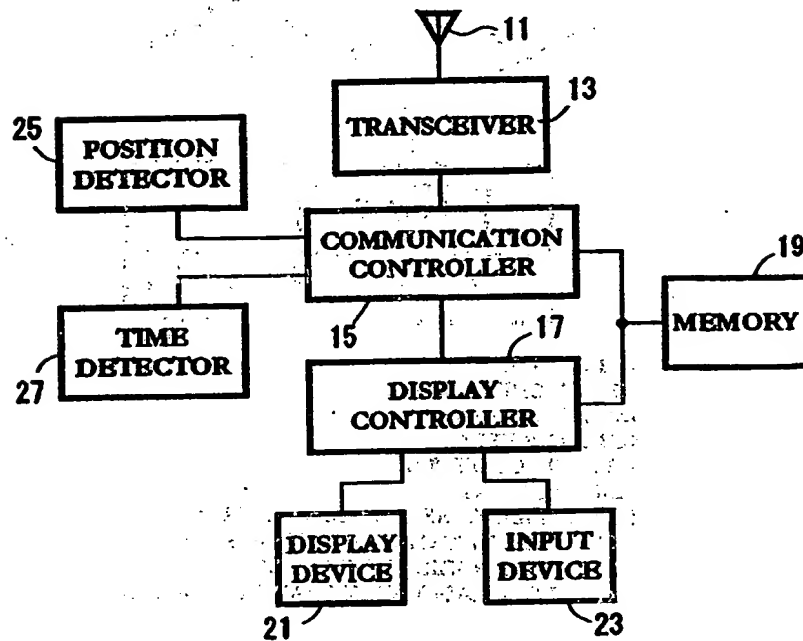 11
13
TRANSCEIVER
25
POSITION
DETECTOR
COMMUNICATION
CONTROLLER
19
MEMORY
15
17
TIME
DETECTOR
27
DISPLAY
CONTROLLER
DISPLAY
DEVICE
INPUT
DEVICE
21
23